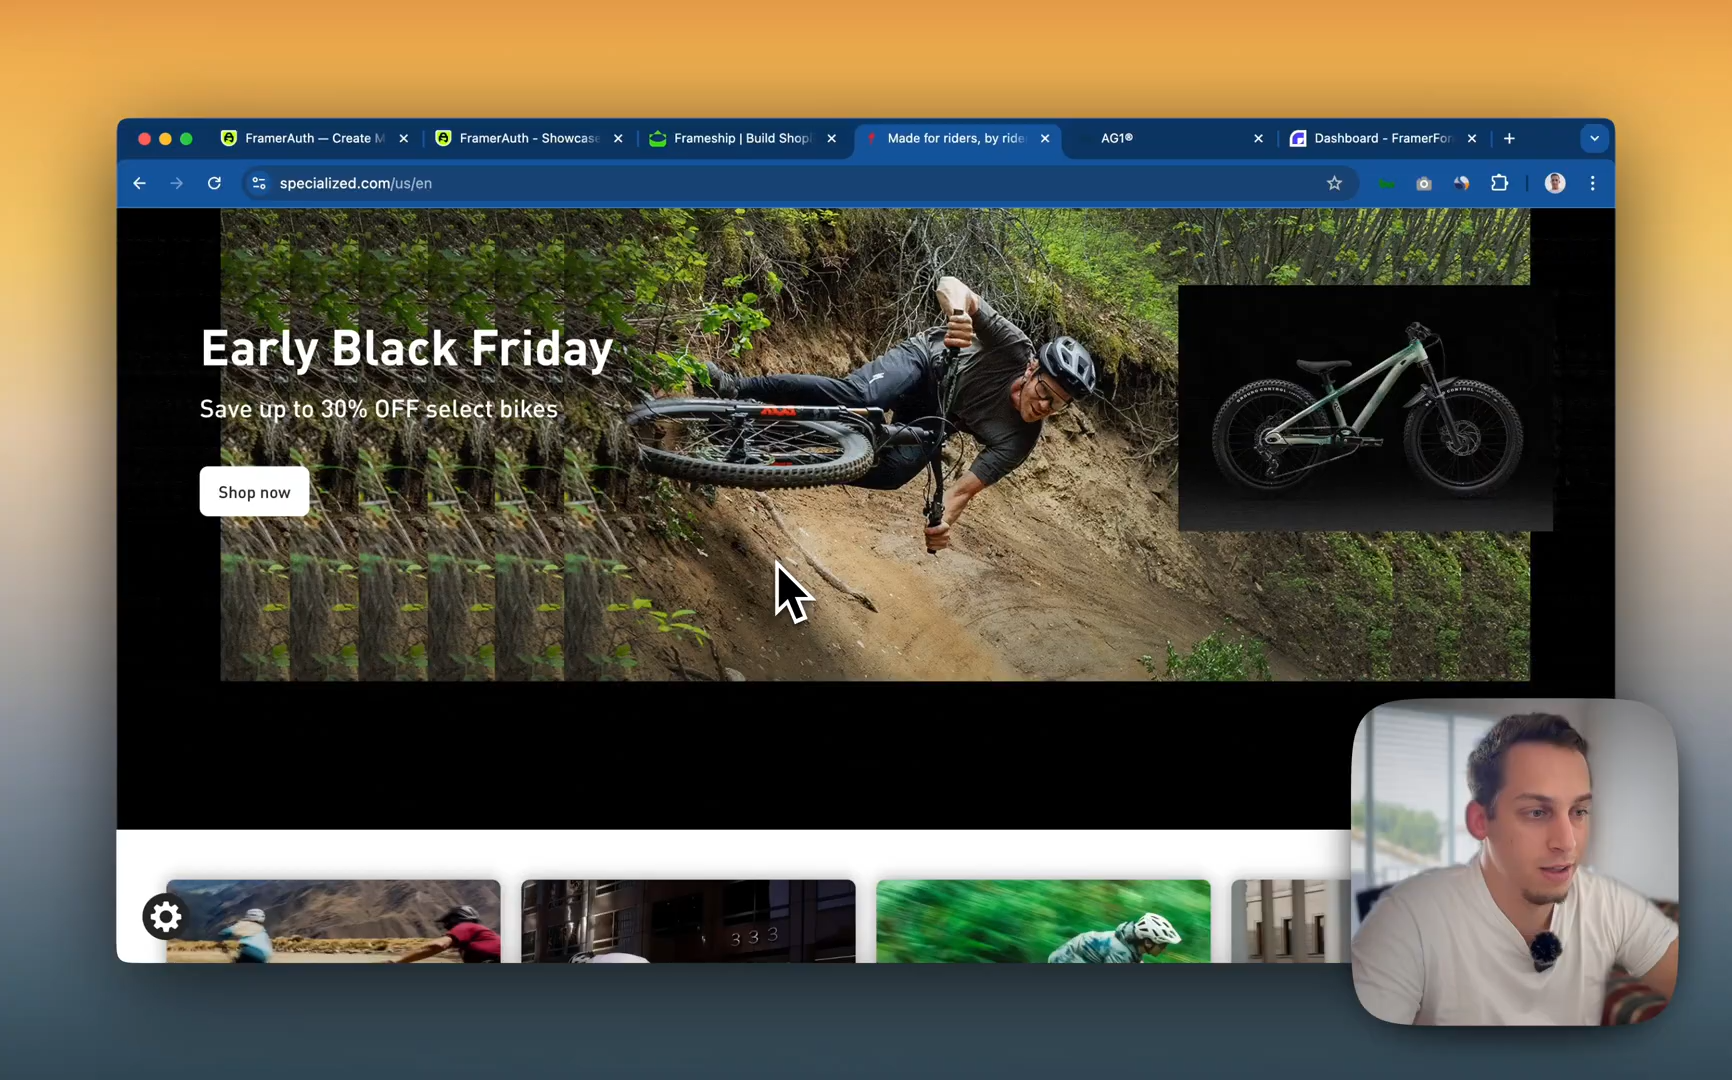 FramerAuth — Create M
FramerAuth - Showcase
Frameship | Build Shopi
Made for riders, by ride
AG1®
Dashboard - FramerFor
specialized.com/us/en
Early Black Friday
Save up to 30% OFF select bikes
Shop now
333